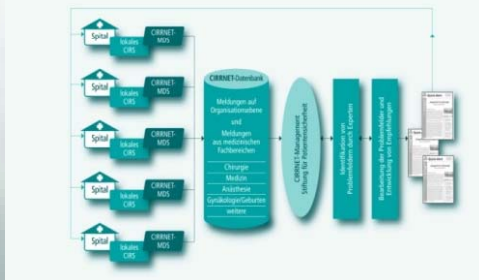 Spital
lokales
CIRS
CIRRNET-
MDS
Spital
lokales
CIRS
CIRRNET-
MDS
Spital
lokales
CIRS
CIRRNET-
MDS
Spital
lokales
CIRS
CIRRNET-
MDS
Spital
lokales
CIRS
CIRRNET-
MDS
CIRRNET-Datenbank
Meldungen auf
Organisationsebene
und
Meldungen
aus medizinischen
Fachbereichen
Chirurgie
Medizin
Anästhesie
Gynäkologie/Geburten
weitere
CIRRNET-Management
Stiftung für Patientensicherheit
Identifikation von
Problemfeldern durch Experten
Bearbeitung der Problemfelder und
Entwicklung von Empfehlungen